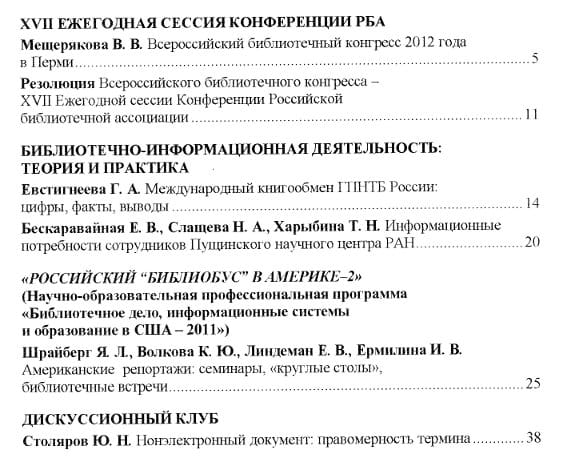 XVII ЕЖЕГОДНАЯ СЕССИЯ КОНФЕРЕНЦИИ РБА
Мещерякова В. В. Всероссийский библиотечный конгресс 2012 года
в Перми 5
Резолюция Всероссийского библиотечного конгресса –
XVII Ежегодной сессии Конференции Российской
библиотечной ассоциации 11
БИБЛИОТЕЧНО-ИНФОРМАЦИОННАЯ ДЕЯТЕЛЬНОСТЬ:
ТЕОРИЯ И ПРАКТИКА
Евстигнеева Г. А. Международный книгообмен ГПНТБ России:
цифры, факты, выводы 14
Бескаравайная Е. В., Слащева Н. А., Харыбина Т. Н. Информационные
потребности сотрудников Пущинского научного центра РАН 20
«РОССИЙСКИЙ “БИБЛИОБУС” В АМЕРИКЕ–2»
(Научно-образовательная профессиональная программа
«Библиотечное дело, информационные системы
и образование в США – 2011»)
Шрайберг Я. Л., Волкова К. Ю., Линдеман Е. В., Ермилина И. В.
Американские репортажи: семинары, «круглые столы»,
библиотечные встречи 25
ДИСКУССИОННЫЙ КЛУБ
Столяров Ю. Н. Нонэлектронный документ: правомерность термина 38